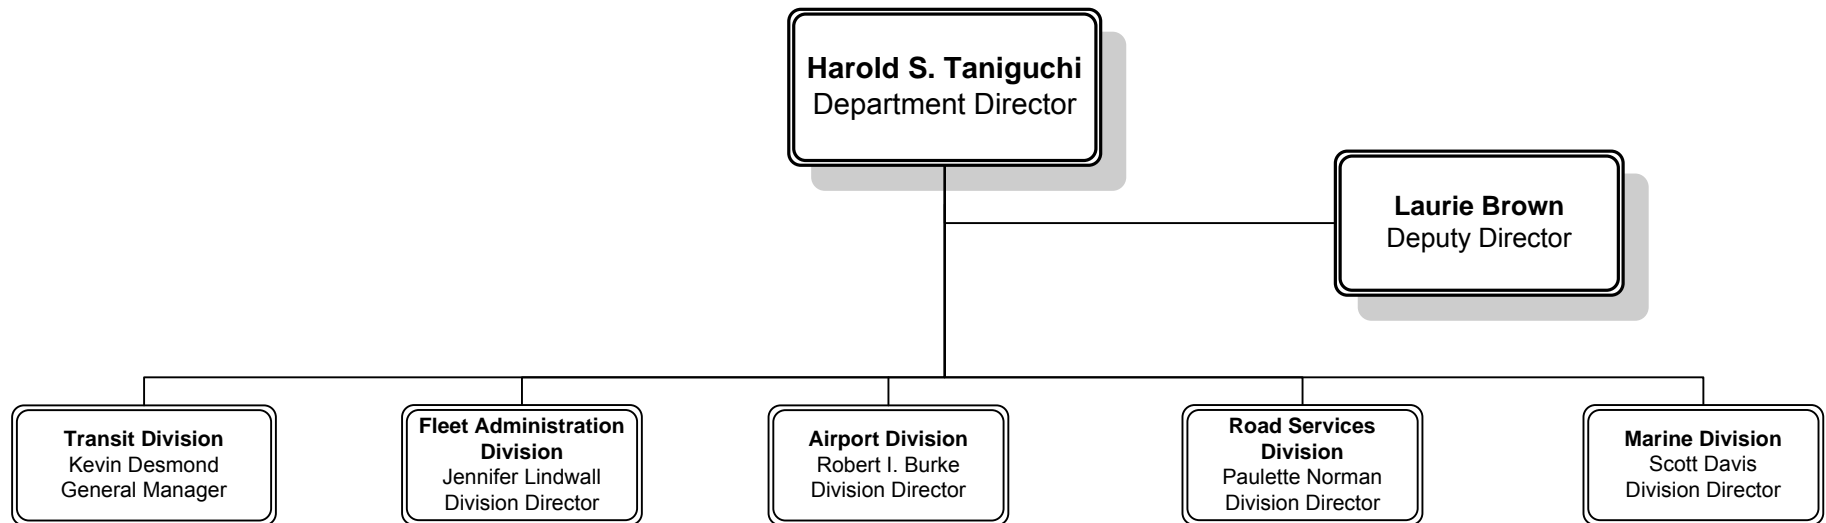 Harold S. Taniguchi
Department Director
Laurie Brown
Deputy Director
Transit Division
Kevin Desmond
General Manager
Fleet Administration
Division
Jennifer Lindwall
Division Director
Airport Division
Robert I. Burke
Division Director
Road Services
Division
Paulette Norman
Division Director
Marine Division
Scott Davis
Division Director